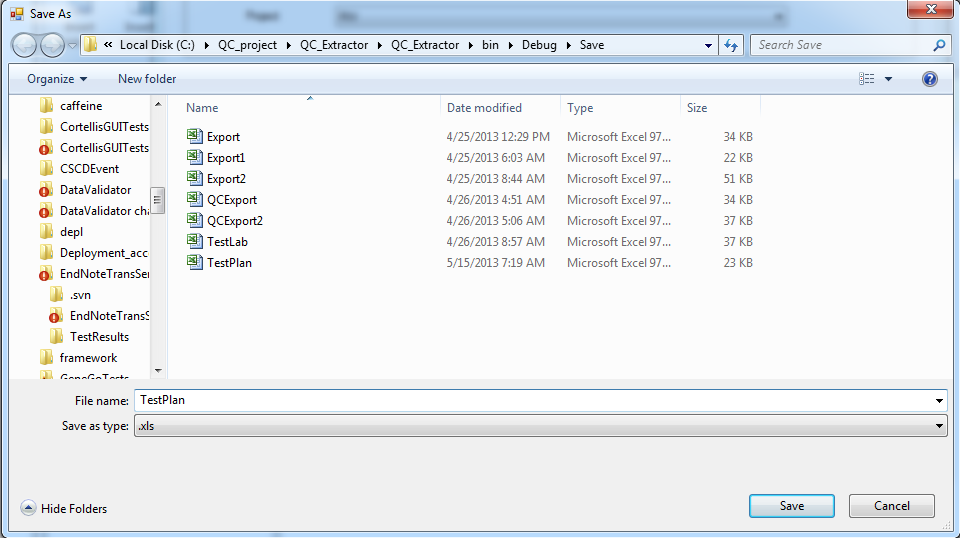 Save As
Project
« Local Disk (C:) ▸ QC_project ▸ QC_Extractor ▸ QC_Extractor ▸ bin ▸ Debug ▸ Save
Search Save
Organize
New folder
caffeine
CortellisGUITests
CortellisGUITests
CSCDEvent
DataValidator
DataValidator cha
depl
Deployment_acc
EndNoteTransSer
.svn
EndNoteTransS
TestResults
framework
GeneGoTests
Name Date modified Type Size
Export 4/25/2013 12:29 PM Microsoft Excel 97... 34 KB
Export1 4/25/2013 6:03 AM Microsoft Excel 97... 22 KB
Export2 4/25/2013 8:44 AM Microsoft Excel 97... 51 KB
QCExport 4/26/2013 4:51 AM Microsoft Excel 97... 34 KB
QCExport2 4/26/2013 5:06 AM Microsoft Excel 97... 37 KB
TestLab 4/26/2013 8:57 AM Microsoft Excel 97... 37 KB
TestPlan 5/15/2013 7:19 AM Microsoft Excel 97... 23 KB
File name: TestPlan
Save as type: .xls
Hide Folders
Save
Cancel